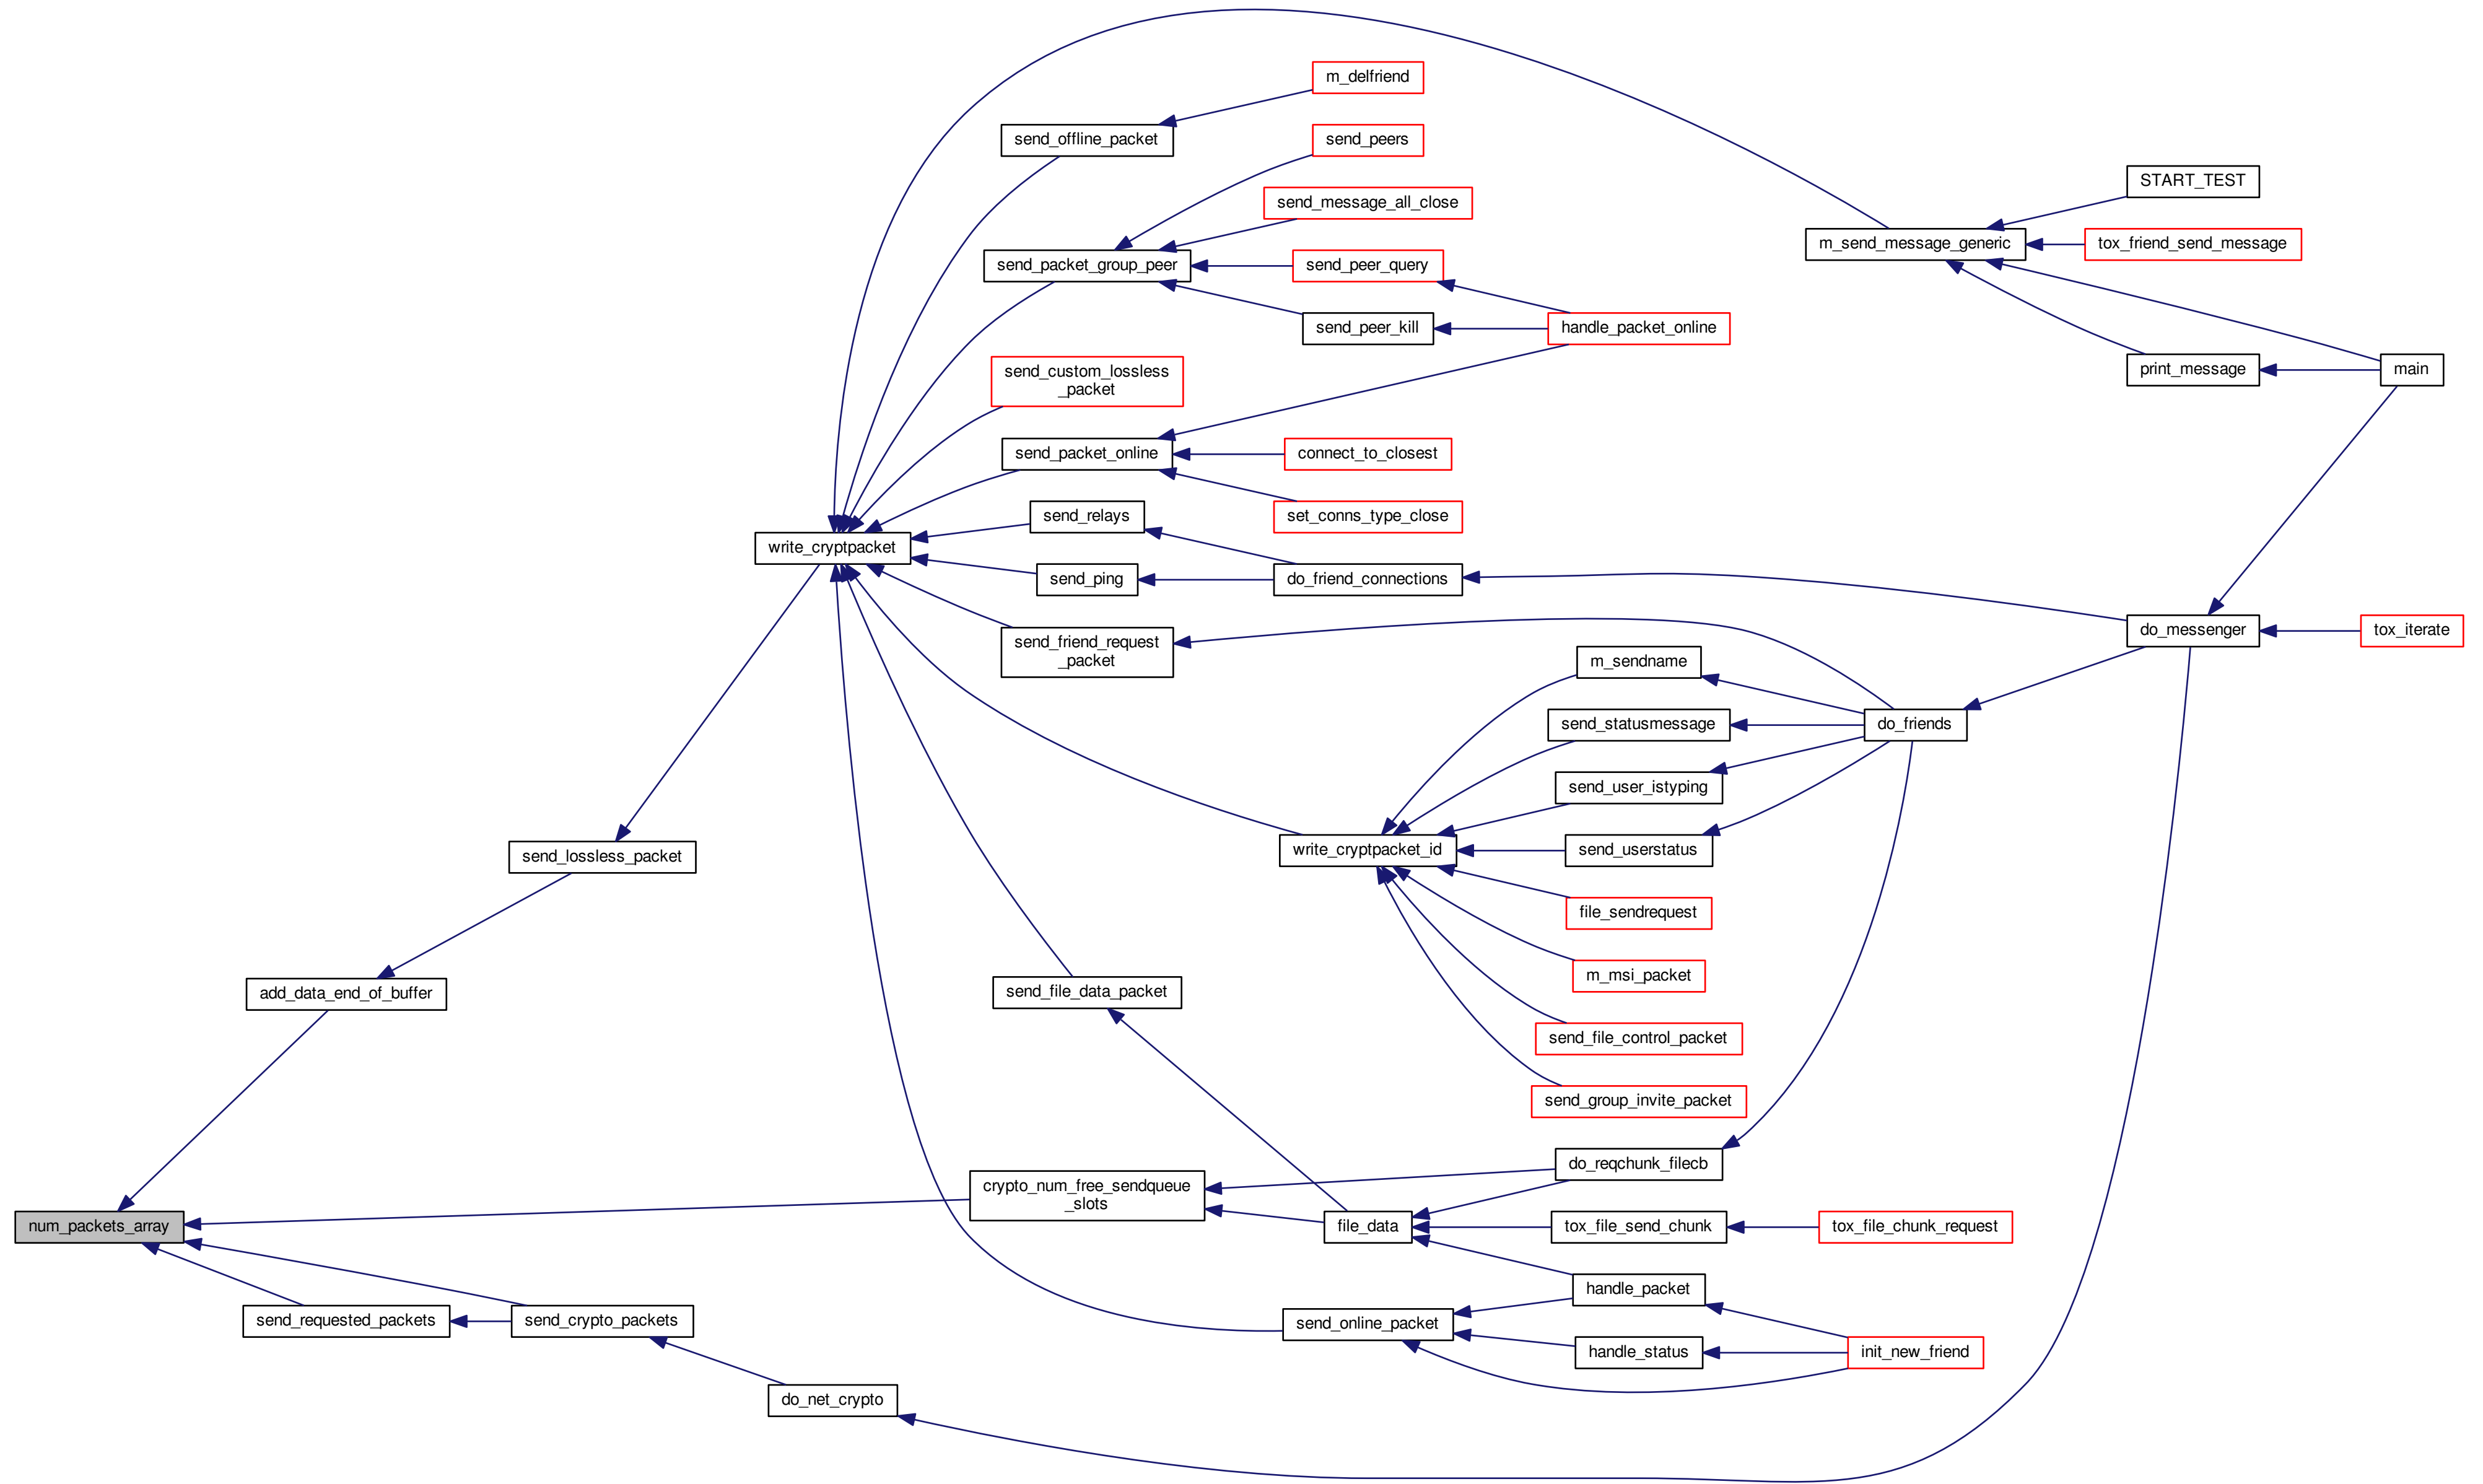 m_delfriend
send_offline_packet
send_peers
START_TEST
send_message_all_close
m_send_message_generic
tox_friend_send_message
send_packet_group_peer
send_peer_query
send_peer_kill
handle_packet_online
print_message
main
send_custom_lossless
_packet
send_packet_online
connect_to_closest
send_relays
set_conns_type_close
write_cryptpacket
send_ping
do_friend_connections
do_messenger
tox_iterate
send_friend_request
_packet
m_sendname
send_statusmessage
do_friends
send_user_istyping
send_lossless_packet
write_cryptpacket_id
send_userstatus
file_sendrequest
m_msi_packet
add_data_end_of_buffer
send_file_data_packet
send_file_control_packet
send_group_invite_packet
do_reqchunk_filecb
crypto_num_free_sendqueue
_slots
num_packets_array
file_data
tox_file_send_chunk
tox_file_chunk_request
handle_packet
send_requested_packets
send_crypto_packets
send_online_packet
handle_status
init_new_friend
do_net_crypto